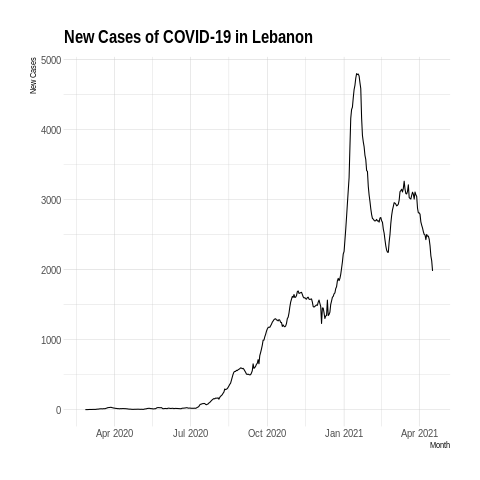 New Cases of COVID-19 in Lebanon
New Cases
5000
4000
3000
2000
1000
0
Apr 2020 Jul 2020 Oct 2020 Jan 2021 Apr 2021
Month